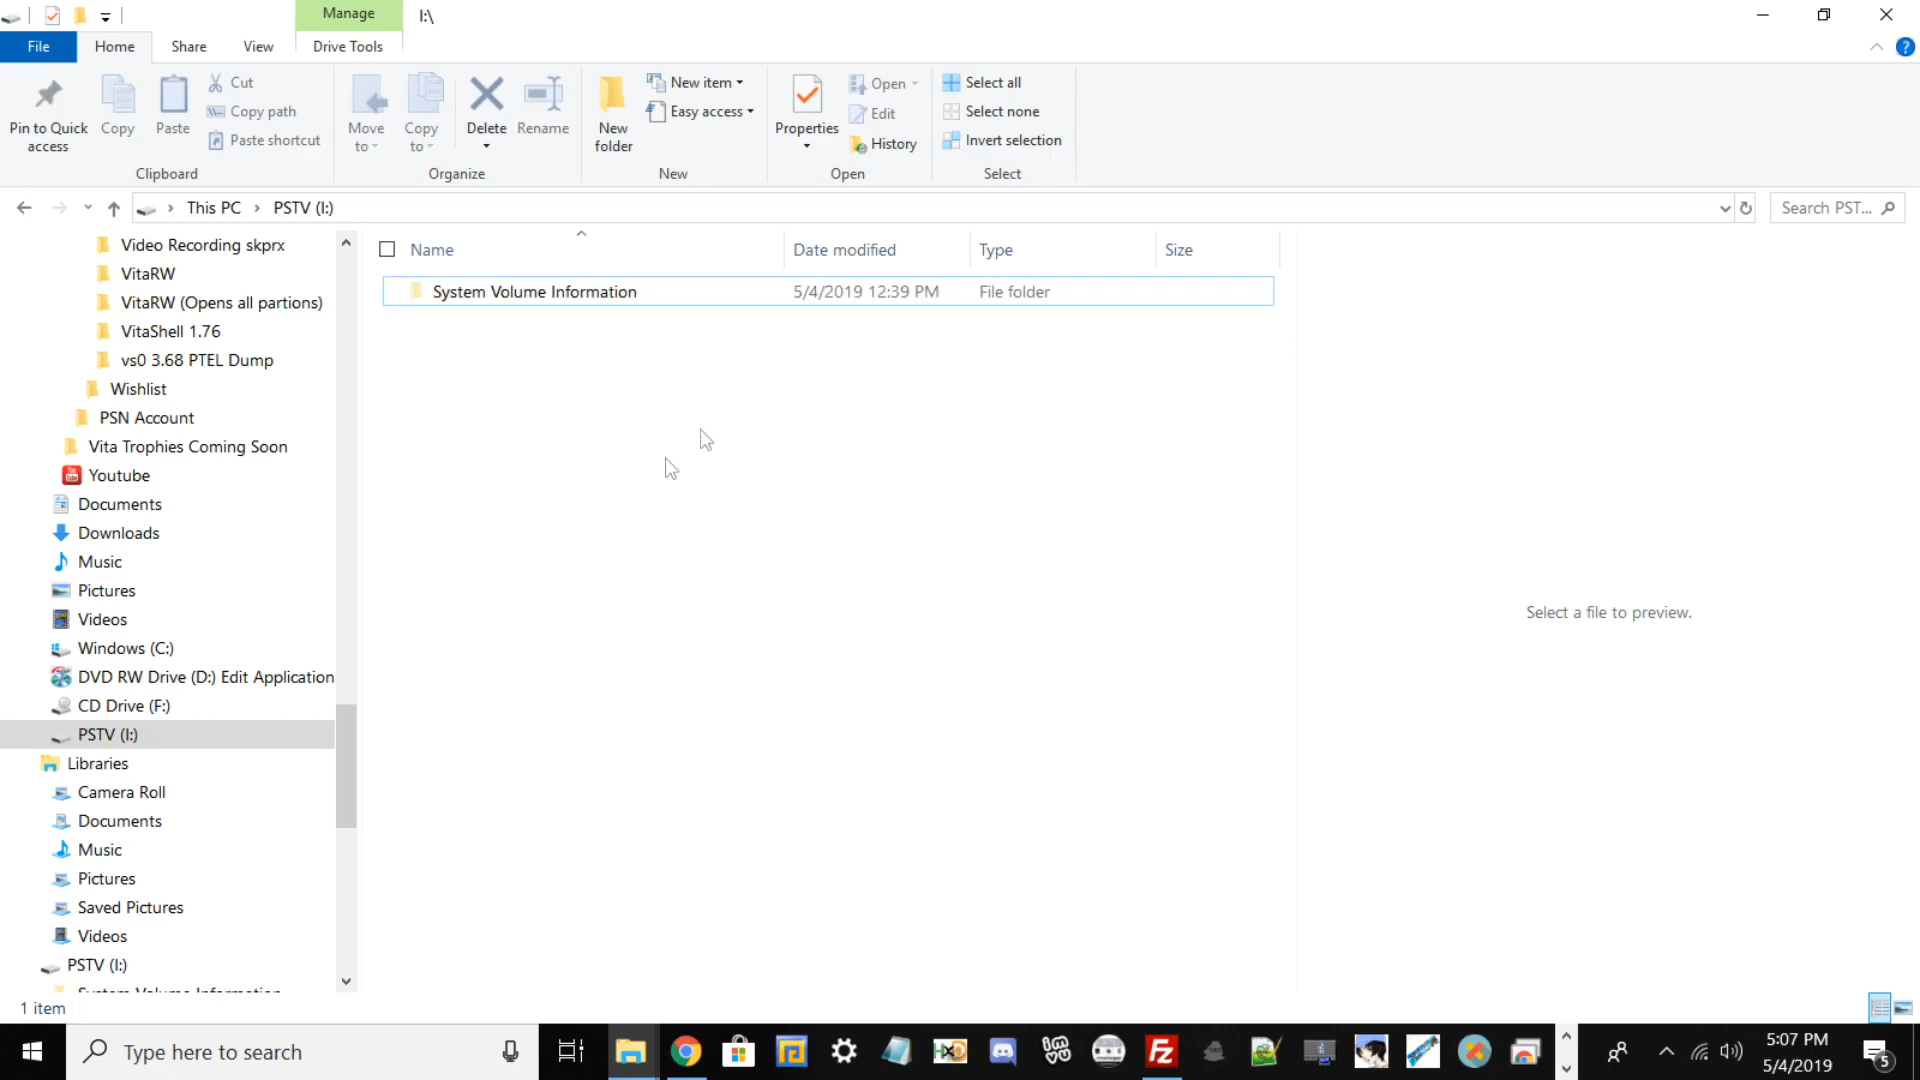 Manage
I:\
File
Home
Share
View
Drive Tools
Pin to Quick access
Copy
Paste
Cut
Copy path
Paste shortcut
Clipboard
Move to
Copy to
Delete
Rename
Organize
New folder
New item
Easy access
New
Properties
Open
Edit
History
Open
Select all
Select none
Invert selection
Select
This PC
PSTV (I:)
Search PST...
Name
Date modified
Type
Size
System Volume Information
5/4/2019 12:39 PM
File folder
Video Recording skprx
VitaRW
VitaRW (Opens all partions)
VitaShell 1.76
vs0 3.68 PTEL Dump
Wishlist
PSN Account
Vita Trophies Coming Soon
Youtube
Documents
Downloads
Music
Pictures
Videos
Windows (C:)
DVD RW Drive (D:) Edit Application
CD Drive (F:)
PSTV (I:)
Libraries
Camera Roll
Documents
Music
Pictures
Saved Pictures
Videos
PSTV (I:)
System Volume Information
Select a file to preview.
1 item
Type here to search
5:07 PM
5/4/2019
5